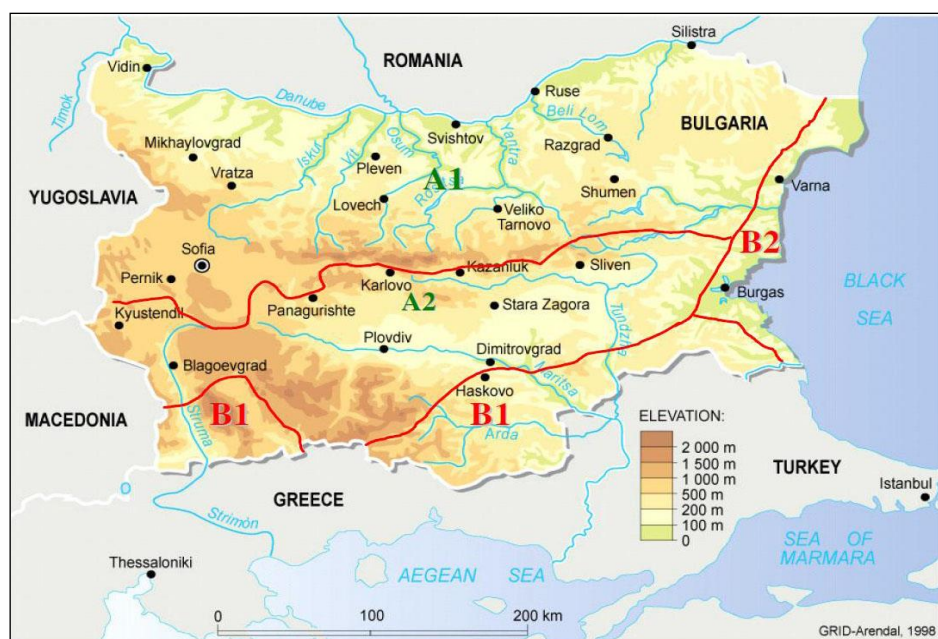 Silistra
ROMANIA
Vidin
Timok
Danube
Ruse
Beli Lom
BULGARIA
Svishtov
Yantra
Iskur
Vit
Osum
Mikhaylovgrad
Pleven
A1
Razgrad
Vratza
Shumen
Varna
YUGOSLAVIA
Lovech
Rositsa
Veliko
Tarnovo
Sofia
B2
Pernik
Karlovo
Kazanluk
Sliven
BLACK
SEA
Kyustendil
Panagurishte
A2
Stara Zagora
Burgas
Tundzha
Plovdiv
Dimitrovgrad
Blagoevgrad
Maritsa
Haskovo
MACEDONIA
B1
B1
Struma
Arda
ELEVATION:
2 000 m
1 500 m
1 000 m
500 m
200 m
100 m
0
TURKEY
GREECE
Istanbul
Strimón
SEA OF
MARMARA
Thessaloniki
AEGEAN SEA
0
100
200 km
GRID-Arendal, 1998